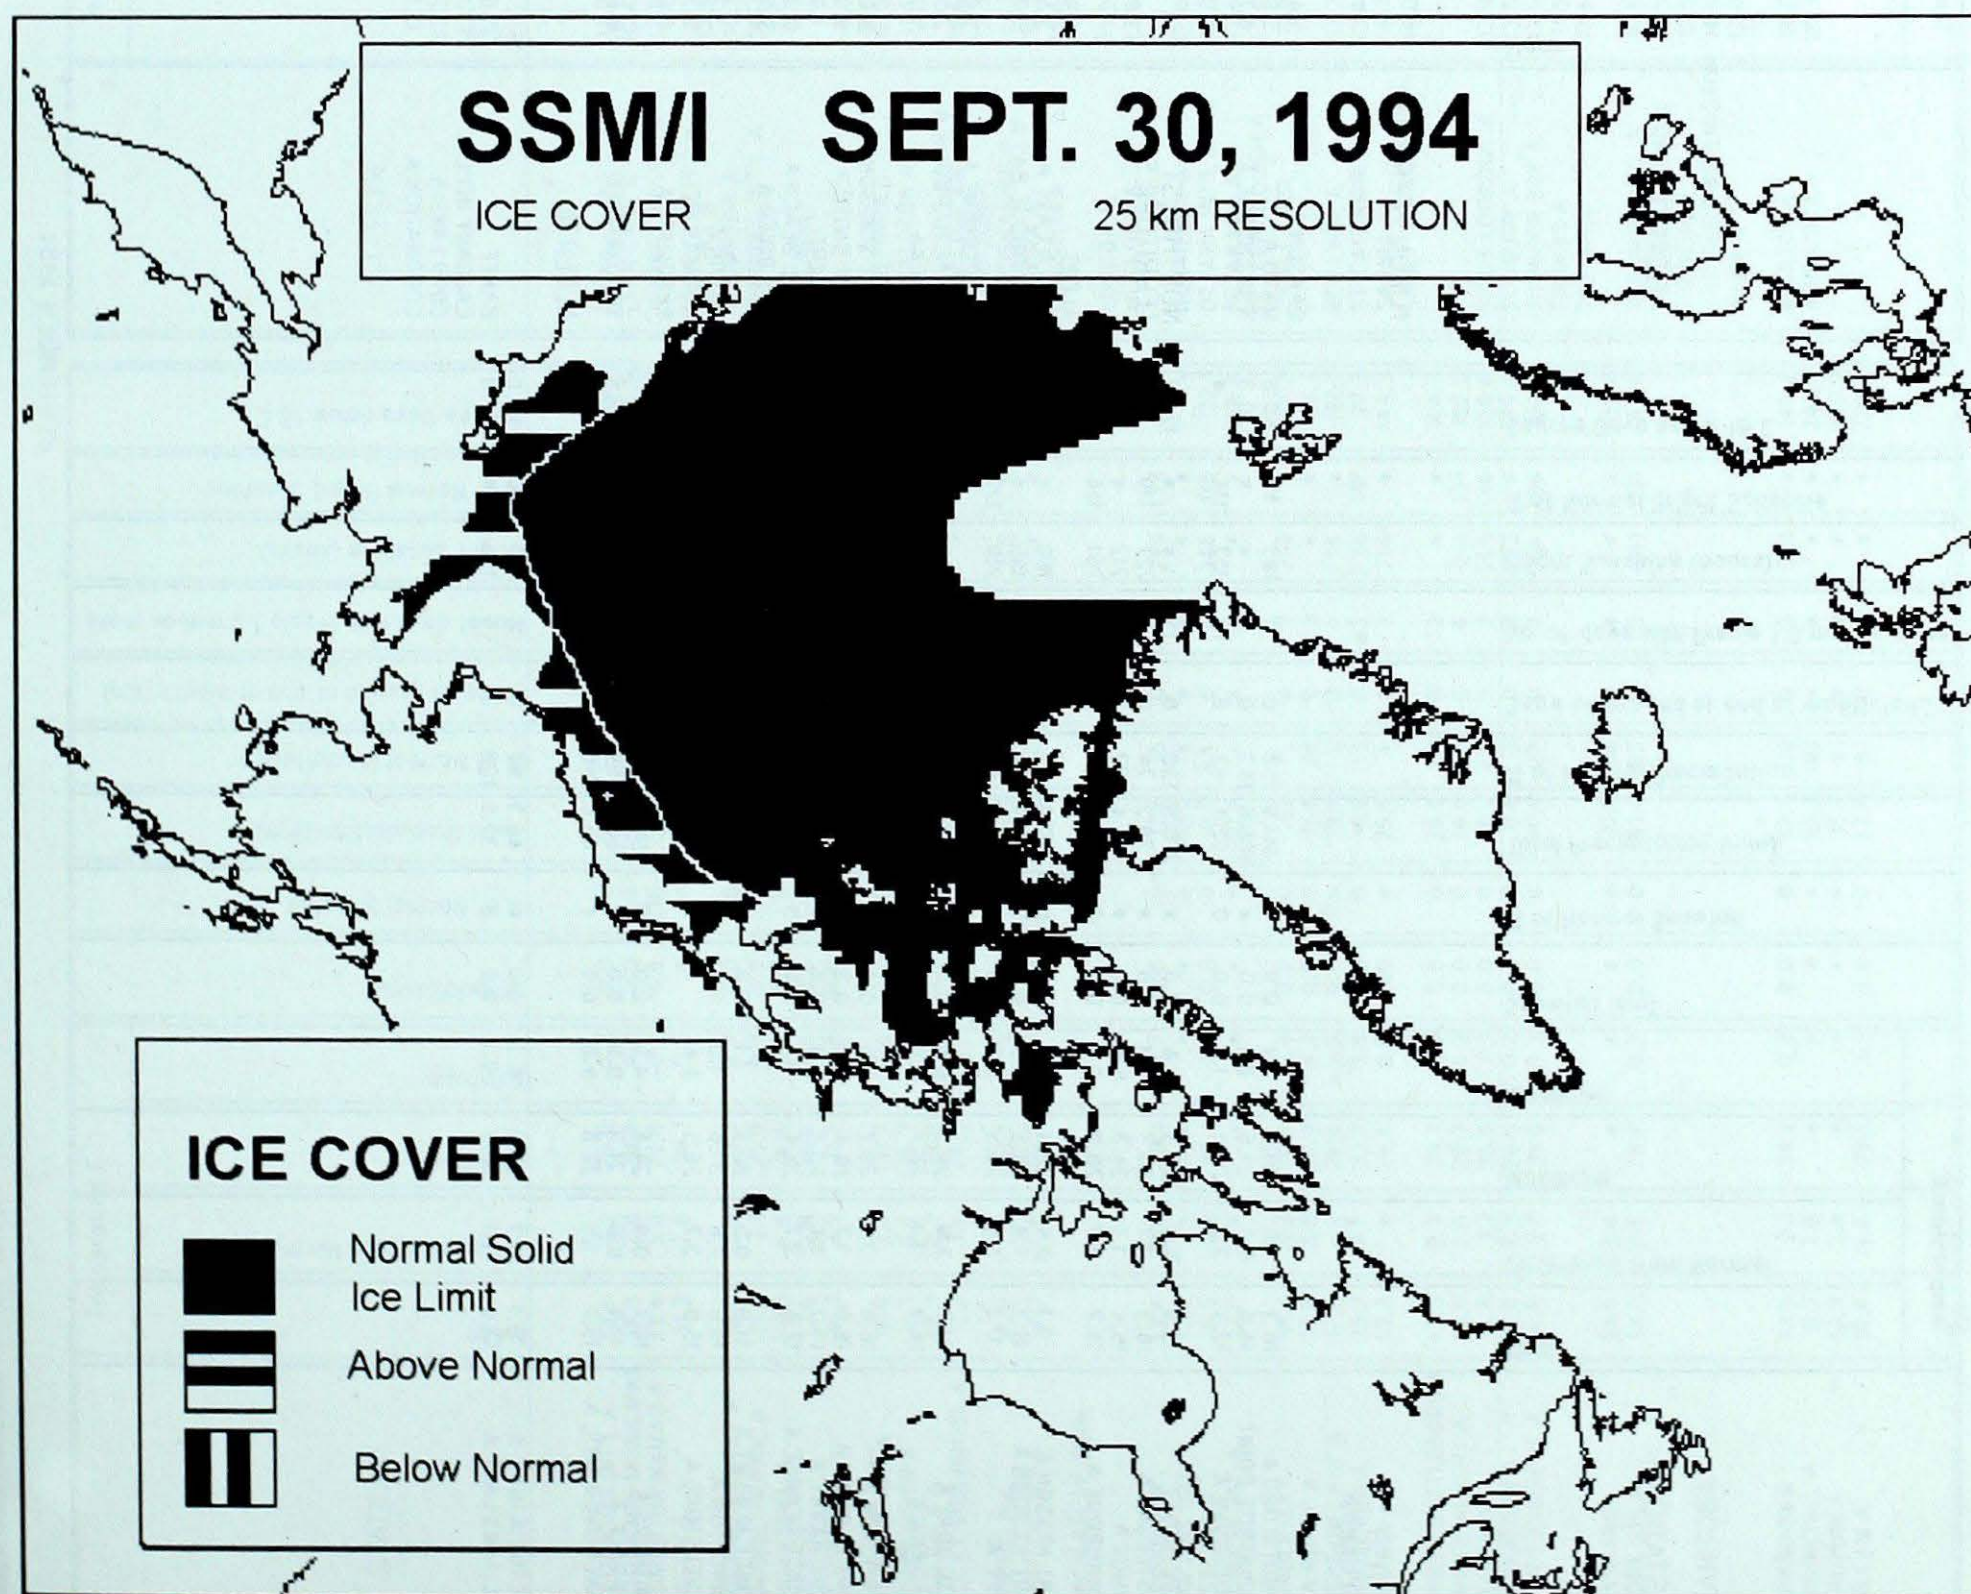 SSM/I SEPT. 30, 1994
ICE COVER 25 km RESOLUTION
ICE COVER
Normal Solid
Ice Limit
Above Normal
Below Normal